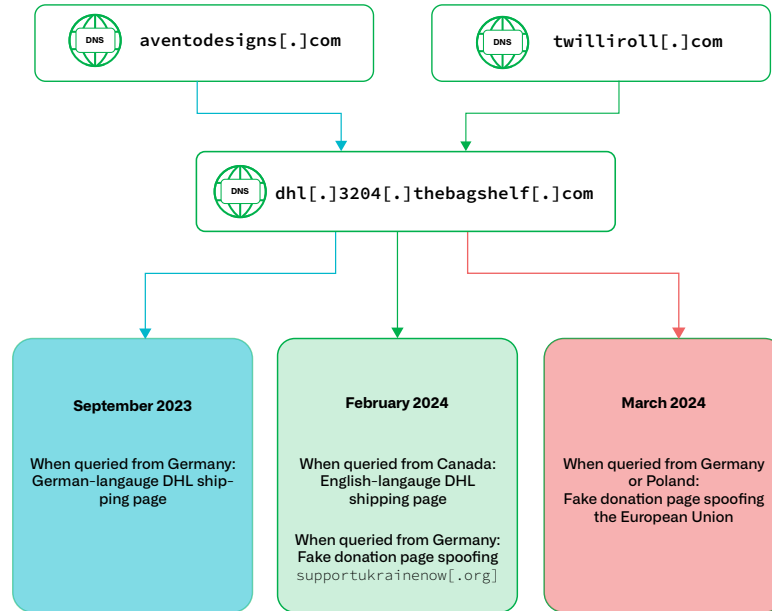 DNS
aventodesigns[.]com
DNS
twilliroll[.]com
DNS
dhl[.]3204[.]thebagshelf[.]com
September 2023
When queried from Germany:
German-langauge DHL ship-
ping page
February 2024
When queried from Canada:
English-langauge DHL
shipping page
When queried from Germany:
Fake donation page spoofing
supportukrainenow[.org]
March 2024
When queried from Germany
or Poland:
Fake donation page spoofing
the European Union